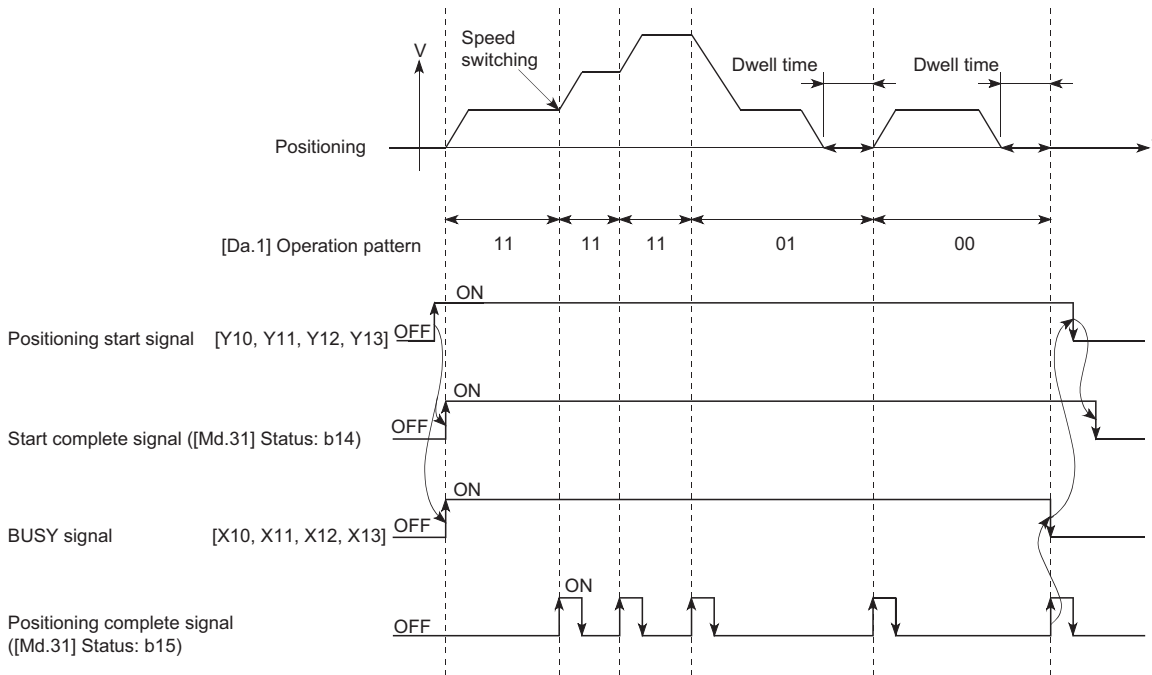 V
Speed
switching
Dwell time
Dwell time
Positioning
[Da.1] Operation pattern
11
11
11
01
00
ON
Positioning start signal [Y10, Y11, Y12, Y13]
OFF
ON
OFF
Start complete signal ([Md.31] Status: b14)
ON
OFF
BUSY signal [X10, X11, X12, X13]
ON
OFF
Positioning complete signal
([Md.31] Status: b15)